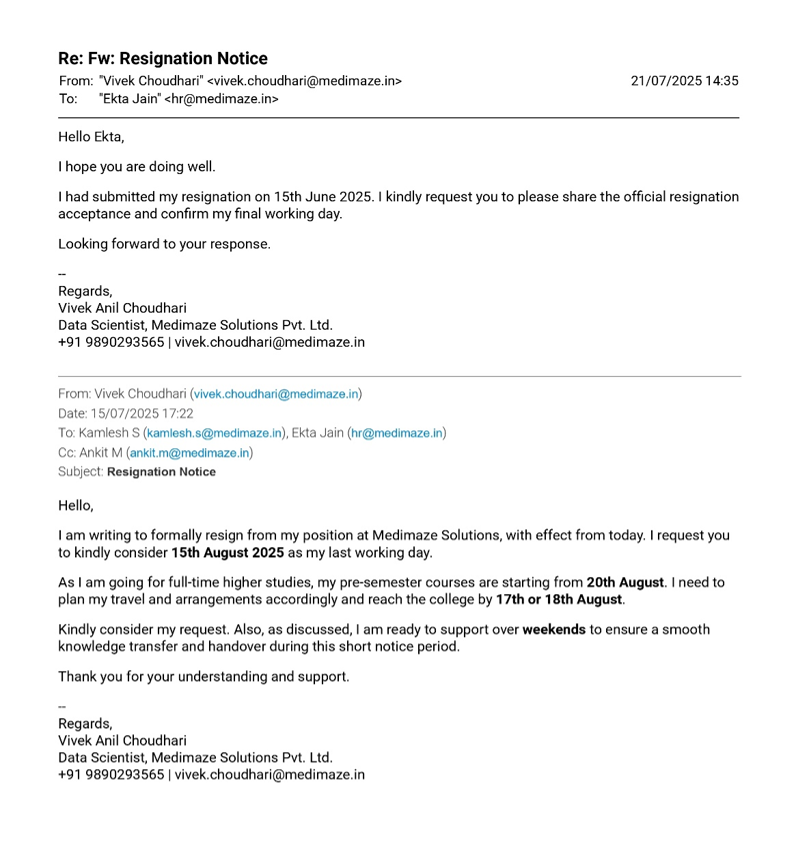 Re: Fw: Resignation Notice
From: "Vivek Choudhari" <vivek.choudhari@medimaze.in>
21/07/2025 14:35
To: "Ekta Jain" <hr@medimaze.in>
Hello Ekta,
I hope you are doing well.
I had submitted my resignation on 15th June 2025. I kindly request you to please share the official resignation
acceptance and confirm my final working day.
Looking forward to your response.
--
Regards,
Vivek Anil Choudhari
Data Scientist, Medimaze Solutions Pvt. Ltd.
+91 9890293565 | vivek.choudhari@medimaze.in
From: Vivek Choudhari (vivek.choudhari@medimaze.in)
Date: 15/07/2025 17:22
To: Kamlesh S (kamlesh.s@medimaze.in), Ekta Jain (hr@medimaze.in)
Cc: Ankit M (ankit.m@medimaze.in)
Subject: Resignation Notice
Hello,
I am writing to formally resign from my position at Medimaze Solutions, with effect from today. I request you
to kindly consider 15th August 2025 as my last working day.
As I am going for full-time higher studies, my pre-semester courses are starting from 20th August. I need to
plan my travel and arrangements accordingly and reach the college by 17th or 18th August.
Kindly consider my request. Also, as discussed, I am ready to support over weekends to ensure a smooth
knowledge transfer and handover during this short notice period.
Thank you for your understanding and support.
--
Regards,
Vivek Anil Choudhari
Data Scientist, Medimaze Solutions Pvt. Ltd.
+91 9890293565 | vivek.choudhari@medimaze.in